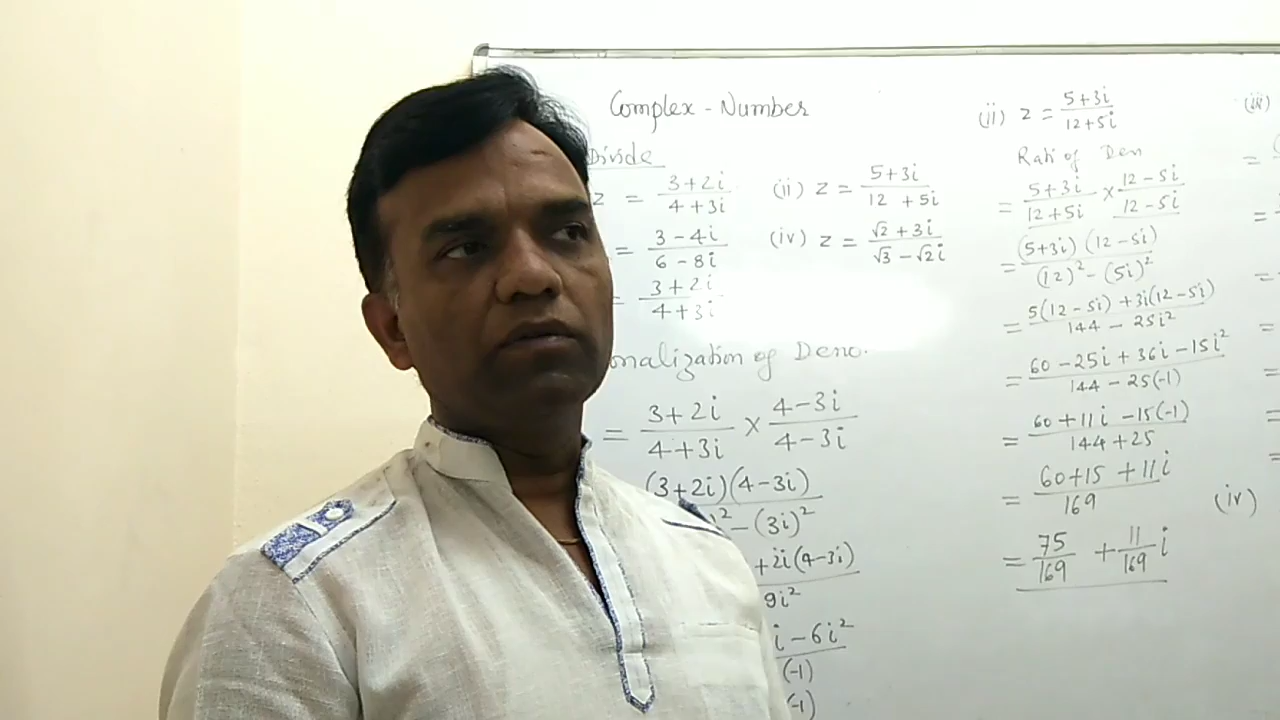 Complex - Number
Divide
z = 3+2i / 4+3i (ii) z = 5+3i / 12+5i
= 3-4i / 6-8i (iv) z = √2+3i / √3-√2i
= 3+2i / 4+3i
nalization of Deno.
= 3+2i / 4+3i × 4-3i / 4-3i
(3+2i)(4-3i) / ² - (3i)²
+2i(4-3i) / 9i²
i - 6i² / (-1)
(-1)
(ii) z = 5+3i / 12+5i
Rati of Den
= 5+3i / 12+5i × 12-5i / 12-5i
= (5+3i)(12-5i) / (12)² - (5i)²
= 5(12-5i) + 3i(12-5i) / 144 - 25i²
= 60 - 25i + 36i - 15i² / 144 - 25(-1)
= 60 + 11i - 15(-1) / 144 + 25
= 60+15 + 11i / 169
= 75/169 + 11/169 i
(iii)
=
=
=
=
=
=
=
(iv)